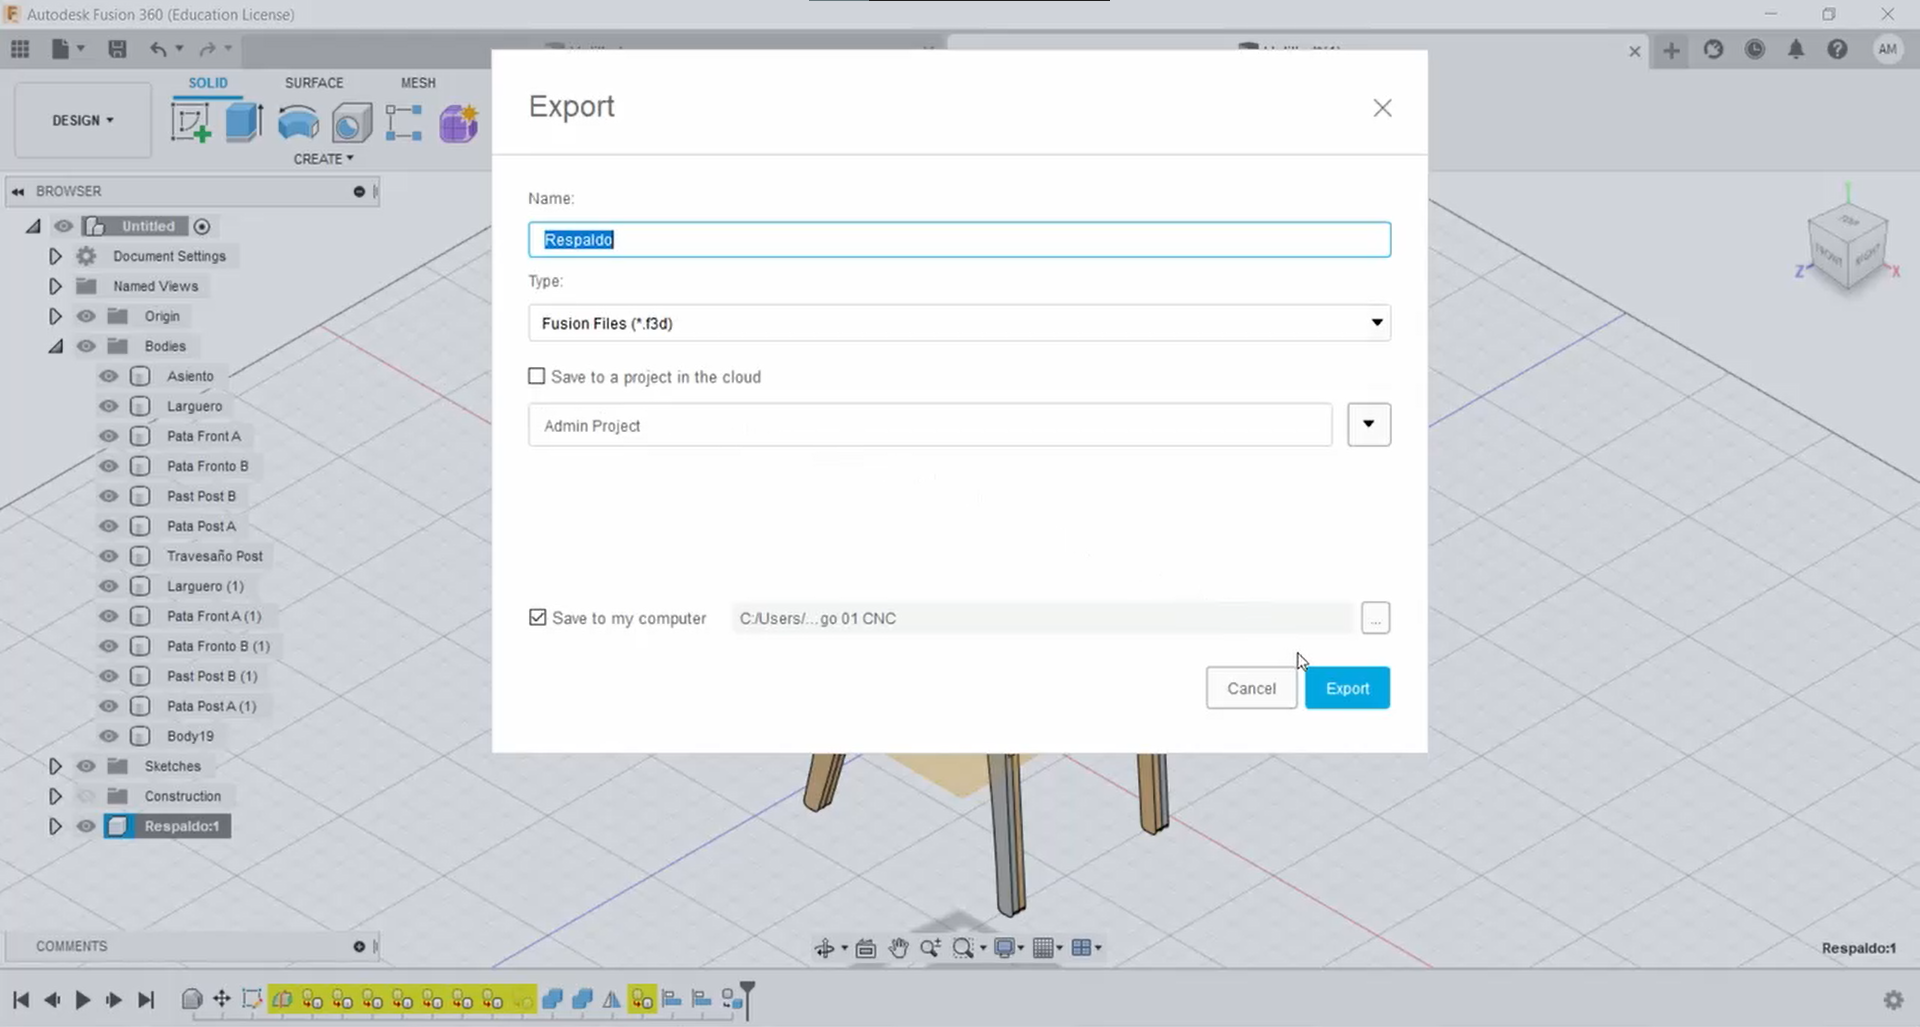 Autodesk Fusion 360 (Education License)
AM
DESIGN
SOLID
SURFACE
MESH
CREATE
BROWSER
Untitled
Document Settings
Named Views
Origin
Bodies
Asiento
Larguero
Pata Front A
Pata Fronto B
Past Post B
Pata Post A
Travesaño Post
Larguero (1)
Pata Front A (1)
Pata Fronto B (1)
Past Post B (1)
Pata Post A (1)
Body19
Sketches
Construction
Respaldo:1
COMMENTS
Export
Name:
Respaldo
Type:
Fusion Files (*.f3d)
Save to a project in the cloud
Admin Project
Save to my computer
C:/Users/...go 01 CNC
...
Cancel
Export
TOP
FRONT
RIGHT
Z
X
Respaldo:1